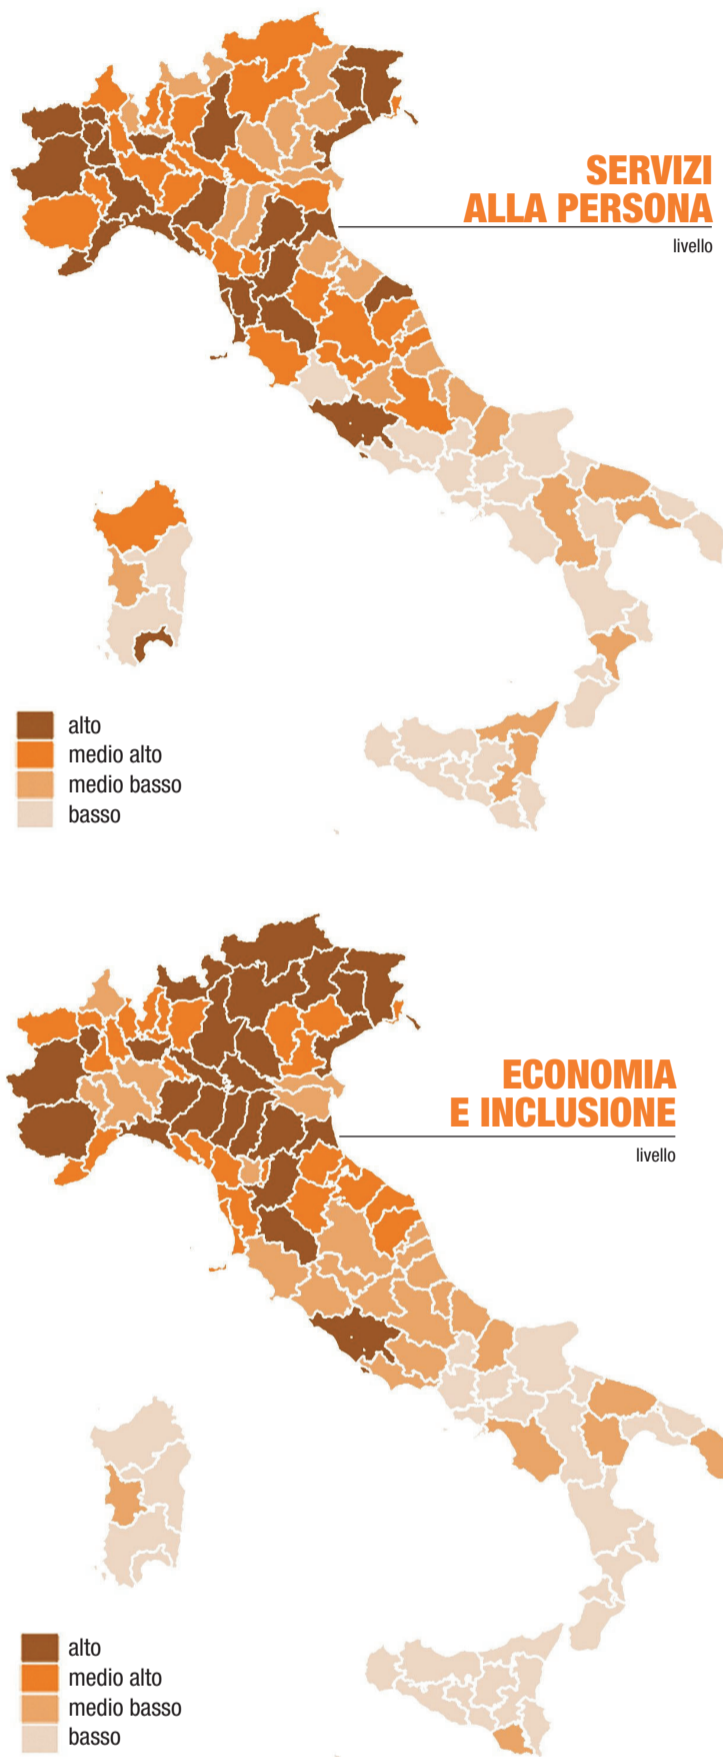 SERVIZI
ALLA PERSONA
livello
alto
medio alto
medio basso
basso
ECONOMIA
E INCLUSIONE
livello
alto
medio alto
medio basso
basso